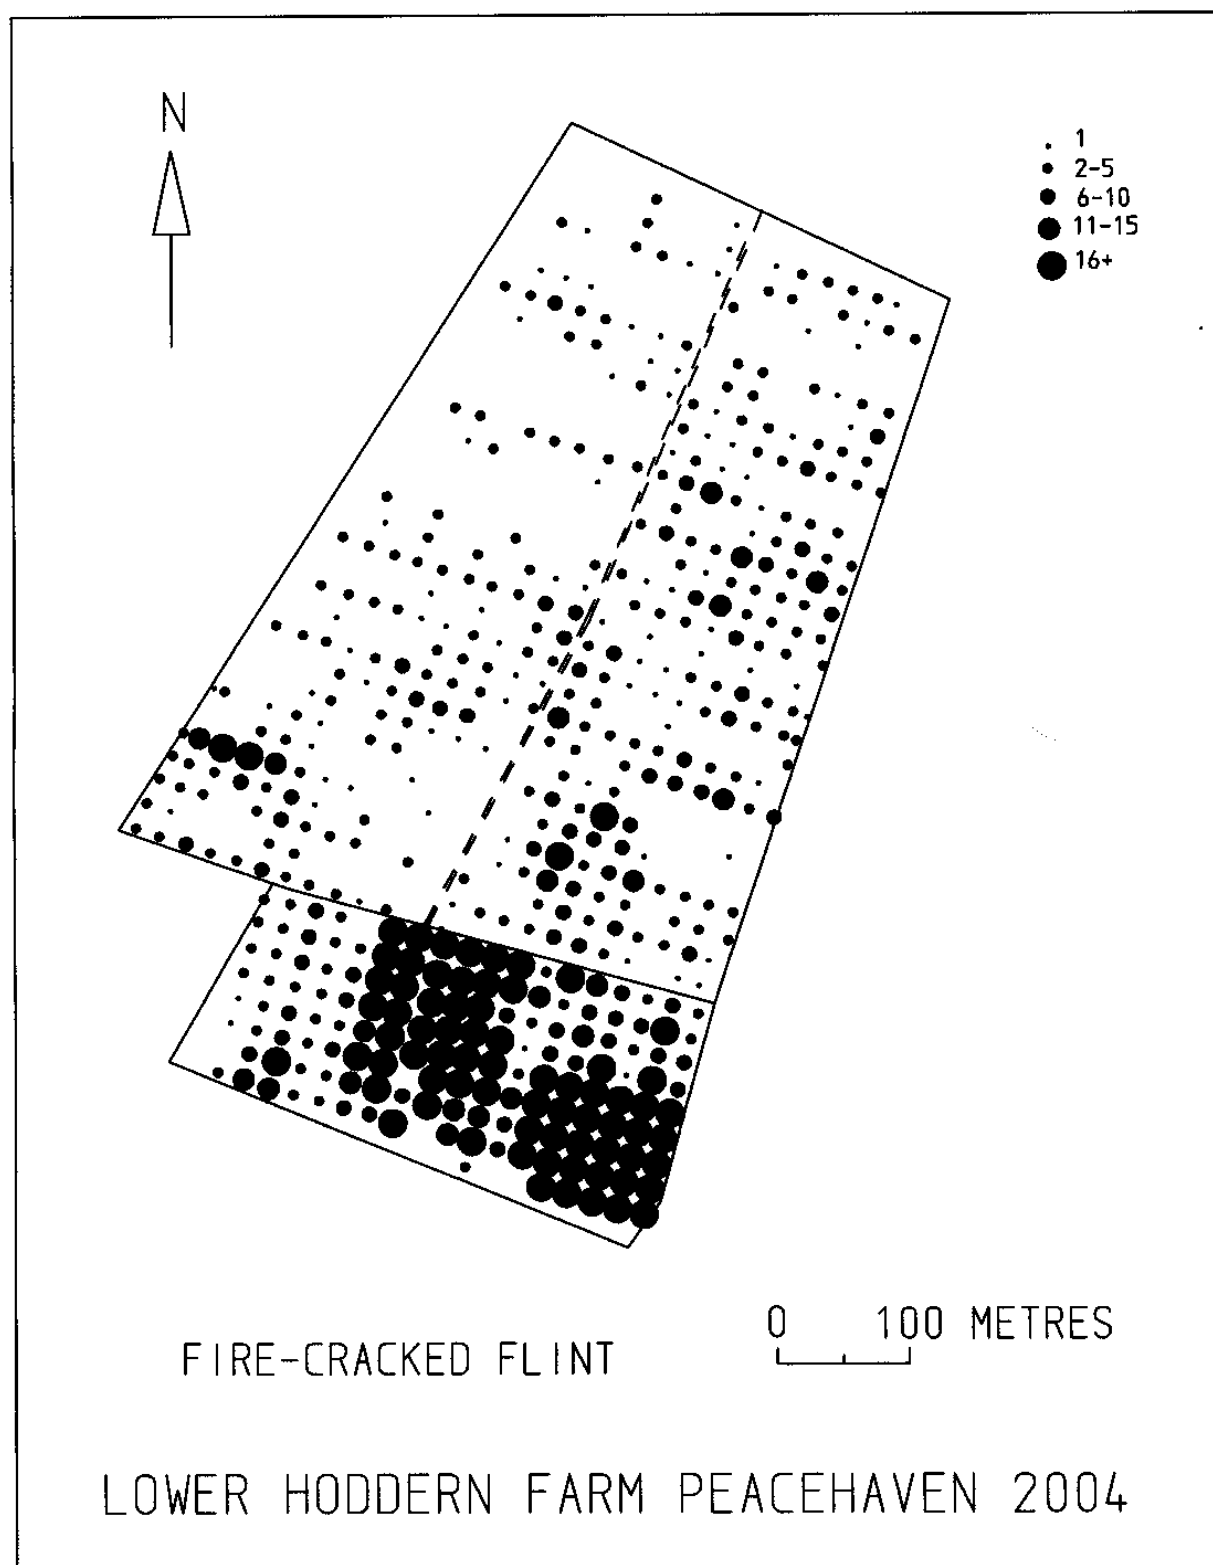 N
1
2-5
6-10
11-15
16+
0 100 METRES
FIRE-CRACKED FLINT
LOWER HODDERN FARM PEACEHAVEN 2004